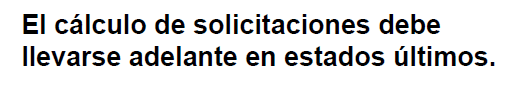 El cálculo de solicitaciones debe
llevarse adelante en estados últimos.